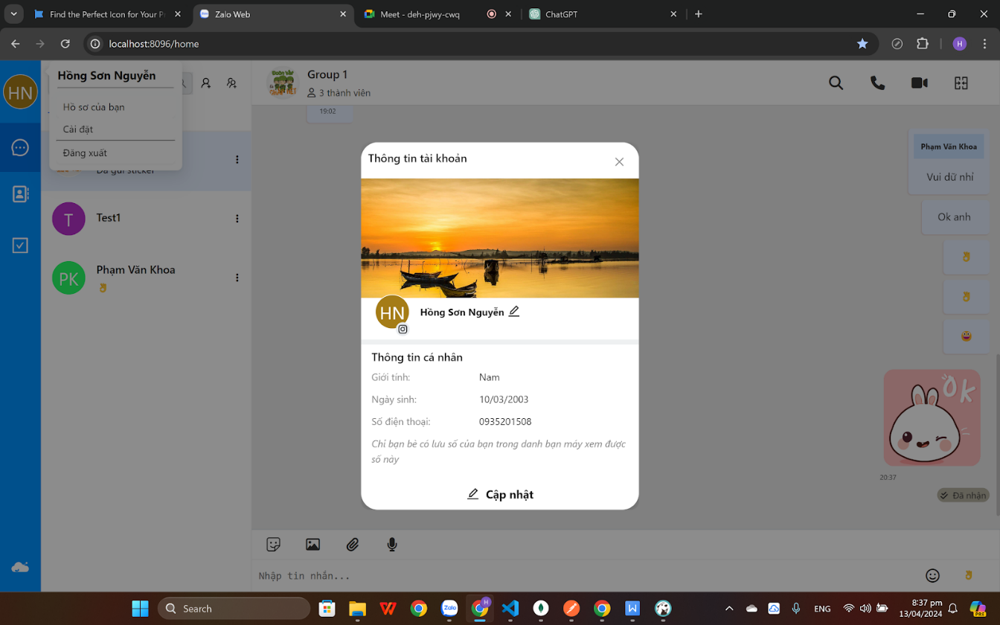 Find the Perfect Icon for Your P
Zalo Web
Meet - deh-pjwy-cwq
ChatGPT
localhost:8096/home
H
HN
Hồng Sơn Nguyễn
Hồ sơ của bạn
Cài đặt
Đăng xuất
Đã gửi sticker
T
Test1
PK
Phạm Văn Khoa
Group 1
3 thành viên
19:02
Phạm Văn Khoa
Vui dữ nhỉ
Ok anh
Ok
20:37
Đã nhận
Thông tin tài khoản
HN
Hồng Sơn Nguyễn
Thông tin cá nhân
Giới tính: Nam
Ngày sinh: 10/03/2003
Số điện thoại: 0935201508
Chỉ bạn bè có lưu số của bạn trong danh bạn máy xem được
số này
Cập nhật
Nhập tin nhắn...
Search
Zalo
H
W
ENG
8:37 pm
13/04/2024
PRE